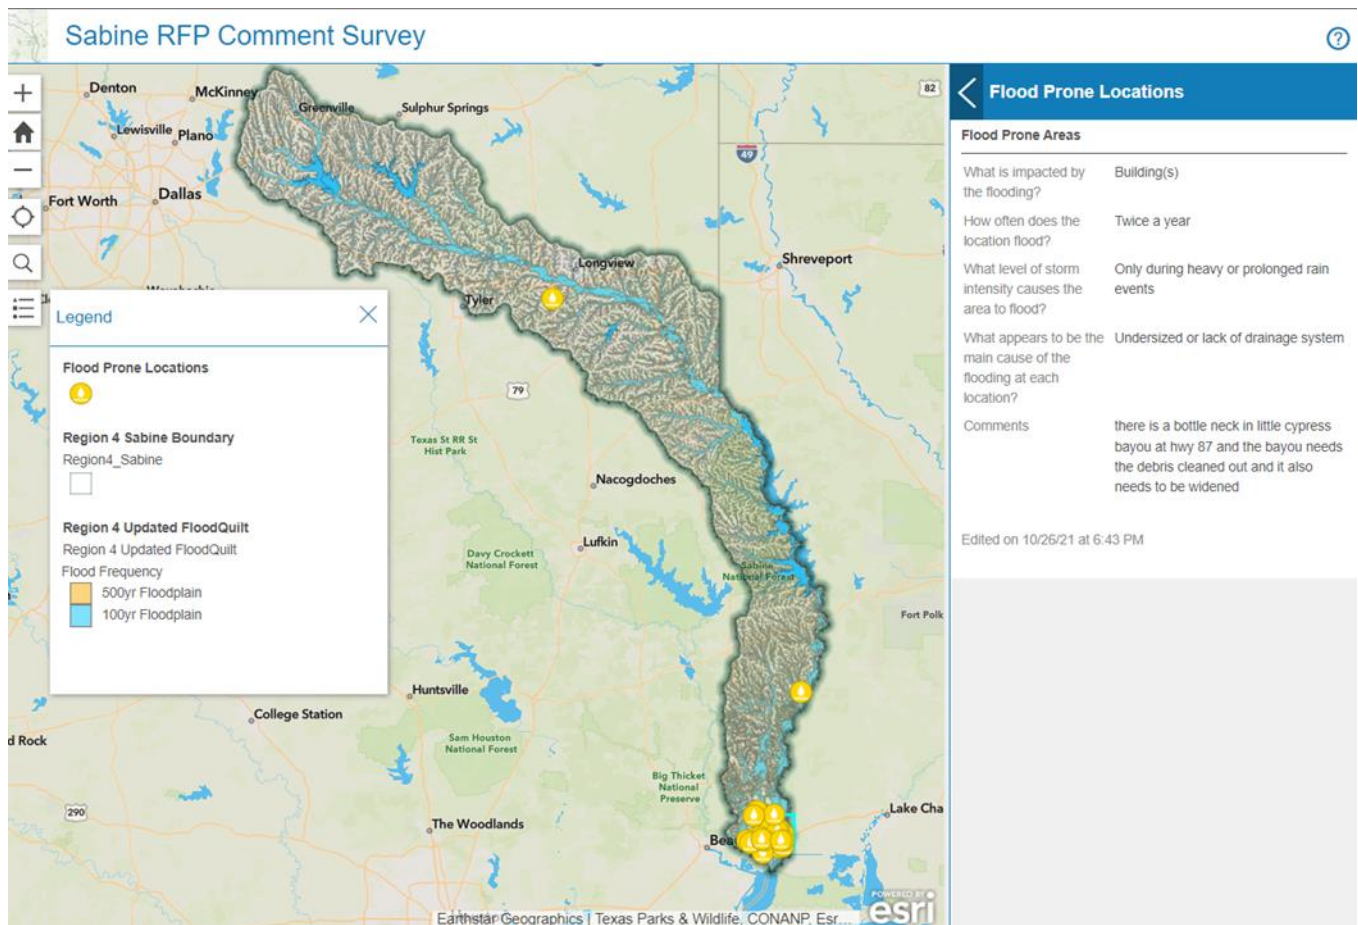 Sabine RFP Comment Survey
?
Denton
McKinney
Greenville
Sulphur Springs
82
Lewisville
Plano
49
Fort Worth
Dallas
Longview
Shreveport
Tyler
Legend
Flood Prone Locations
Region 4 Sabine Boundary
Region4_Sabine
Region 4 Updated FloodQuilt
Region 4 Updated FloodQuilt
Flood Frequency
500yr Floodplain
100yr Floodplain
79
Texas St RR St
Hist Park
Nacogdoches
Lufkin
Davy Crockett
National Forest
Sabine
National Forest
Fort Polk
Huntsville
College Station
d Rock
Sam Houston
National Forest
Big Thicket
National
Preserve
290
The Woodlands
Lake Cha
Bea
POWERED BY
esri
Earthstar Geographics | Texas Parks & Wildlife, CONANP, Esr...
Flood Prone Locations
Flood Prone Areas
What is impacted by
the flooding?
Building(s)
How often does the
location flood?
Twice a year
What level of storm
intensity causes the
area to flood?
Only during heavy or prolonged rain
events
What appears to be the
main cause of the
flooding at each
location?
Undersized or lack of drainage system
Comments
there is a bottle neck in little cypress
bayou at hwy 87 and the bayou needs
the debris cleaned out and it also
needs to be widened
Edited on 10/26/21 at 6:43 PM